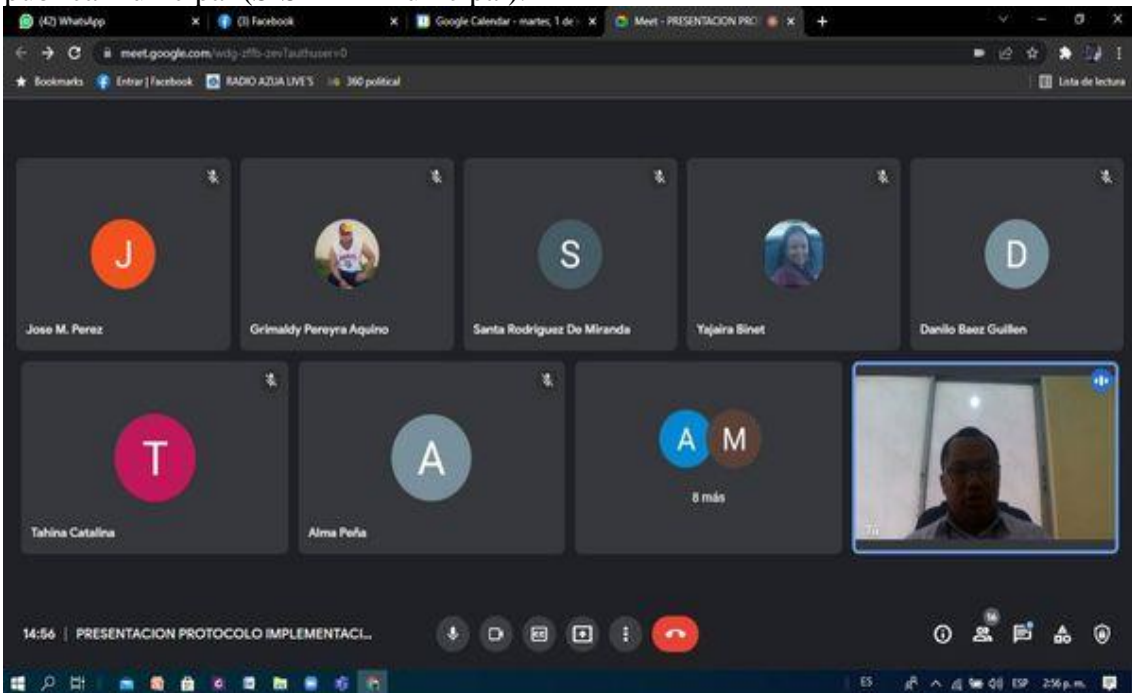 (42) WhatsApp
(3) Facebook
Google Calendar - martes, 1 de
Meet - PRESENTACION PRO
meet.google.com
Bookmarks
Entrar | Facebook
RADIO AZUA LIVE'S
360 political
Lista de lectura
J
Jose M. Perez
Grimaldy Pereyra Aquino
S
Santa Rodriguez De Miranda
Yajaira Binet
D
Danilo Baez Guillen
T
Tahina Catalina
A
Alma Peña
A M
8 más
Tú
14:56 | PRESENTACION PROTOCOLO IMPLEMENTACI...
16
ES
ESP
2:56 p. m.